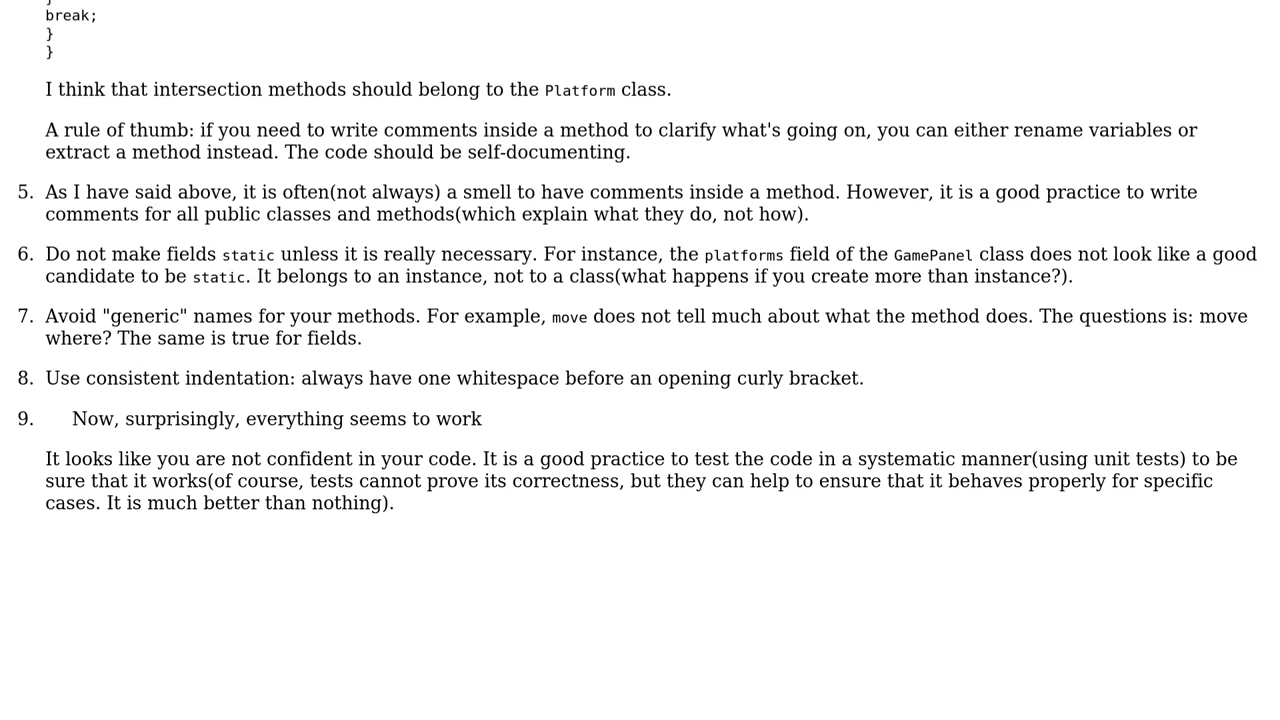 }
break;
}
}
I think that intersection methods should belong to the Platform class.
A rule of thumb: if you need to write comments inside a method to clarify what's going on, you can either rename variables or
extract a method instead. The code should be self-documenting.
5. As I have said above, it is often(not always) a smell to have comments inside a method. However, it is a good practice to write
comments for all public classes and methods(which explain what they do, not how).
6. Do not make fields static unless it is really necessary. For instance, the platforms field of the GamePanel class does not look like a good
candidate to be static. It belongs to an instance, not to a class(what happens if you create more than instance?).
7. Avoid "generic" names for your methods. For example, move does not tell much about what the method does. The questions is: move
where? The same is true for fields.
8. Use consistent indentation: always have one whitespace before an opening curly bracket.
9. Now, surprisingly, everything seems to work
It looks like you are not confident in your code. It is a good practice to test the code in a systematic manner(using unit tests) to be
sure that it works(of course, tests cannot prove its correctness, but they can help to ensure that it behaves properly for specific
cases. It is much better than nothing).